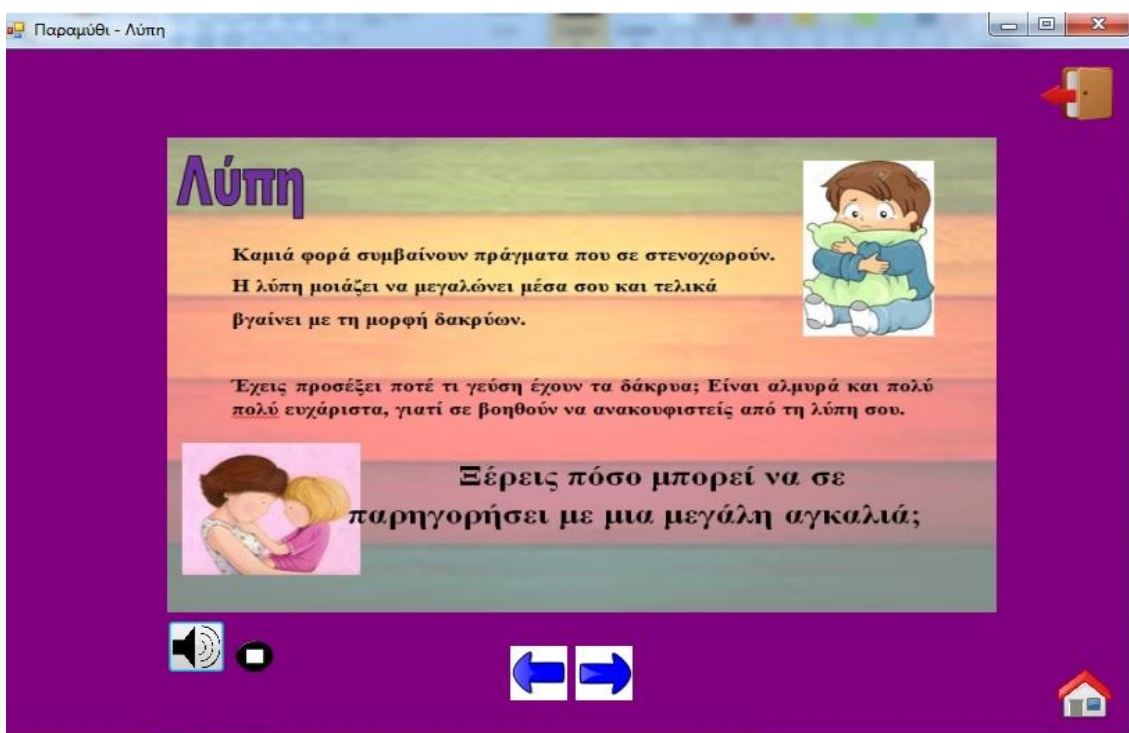 Παραμύθι - Λύπη
Λύπη
Καμιά φορά συμβαίνουν πράγματα που σε στενοχωρούν.
Η λύπη μοιάζει να μεγαλώνει μέσα σου και τελικά
βγαίνει με τη μορφή δακρύων.
Έχεις προσέξει ποτέ τι γεύση έχουν τα δάκρυα; Είναι αλμυρά και πολύ
πολύ ευχάριστα, γιατί σε βοηθούν να ανακουφιστείς από τη λύπη σου.
Ξέρεις πόσο μπορεί να σε
παρηγορήσει με μια μεγάλη αγκαλιά;